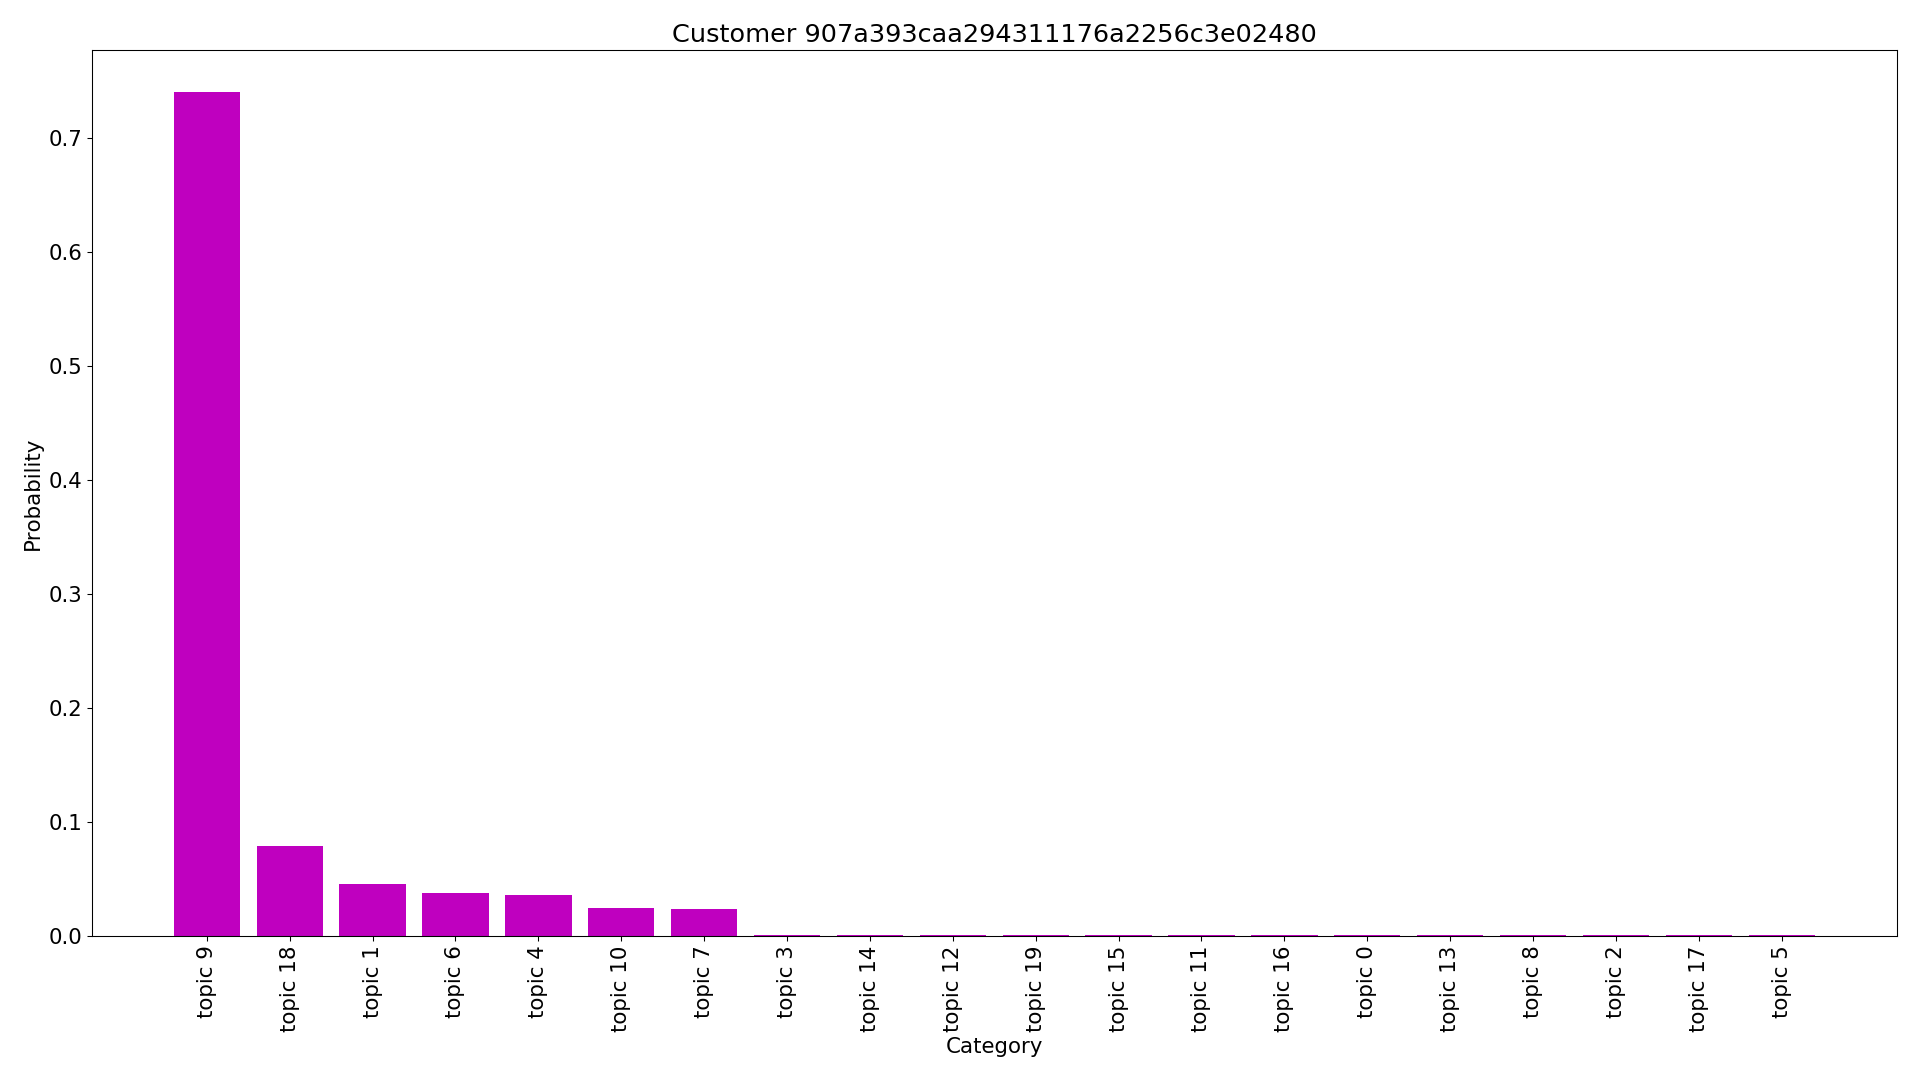 Customer 907a393caa294311176a2256c3e02480
Probability
0.7
0.6
0.5
0.4
0.3
0.2
0.1
0.0
topic 9
topic 18
topic 1
topic 6
topic 4
topic 10
topic 7
topic 3
topic 14
topic 12
topic 19
topic 15
topic 11
topic 16
topic 0
topic 13
topic 8
topic 2
topic 17
topic 5
Category